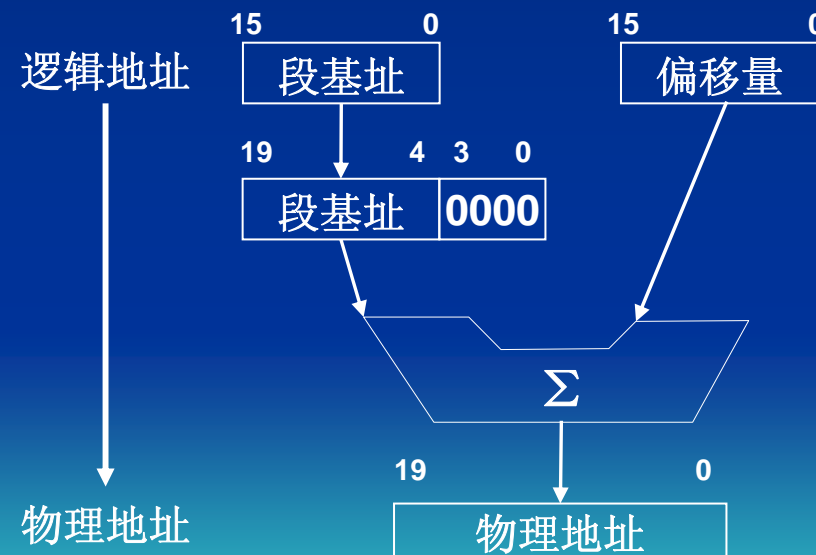 15 0 15 0
逻辑地址 段基址 偏移量
19 4 3 0
段基址 0000
Σ
19 0
物理地址 物理地址